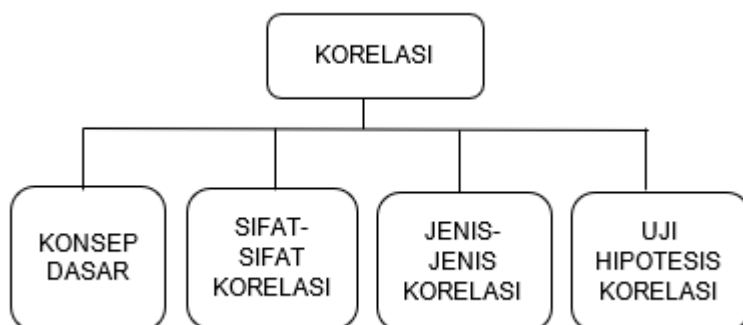 KORELASI
KONSEP
DASAR
SIFAT-
SIFAT
KORELASI
JENIS-
JENIS
KORELASI
UJI
HIPOTESIS
KORELASI